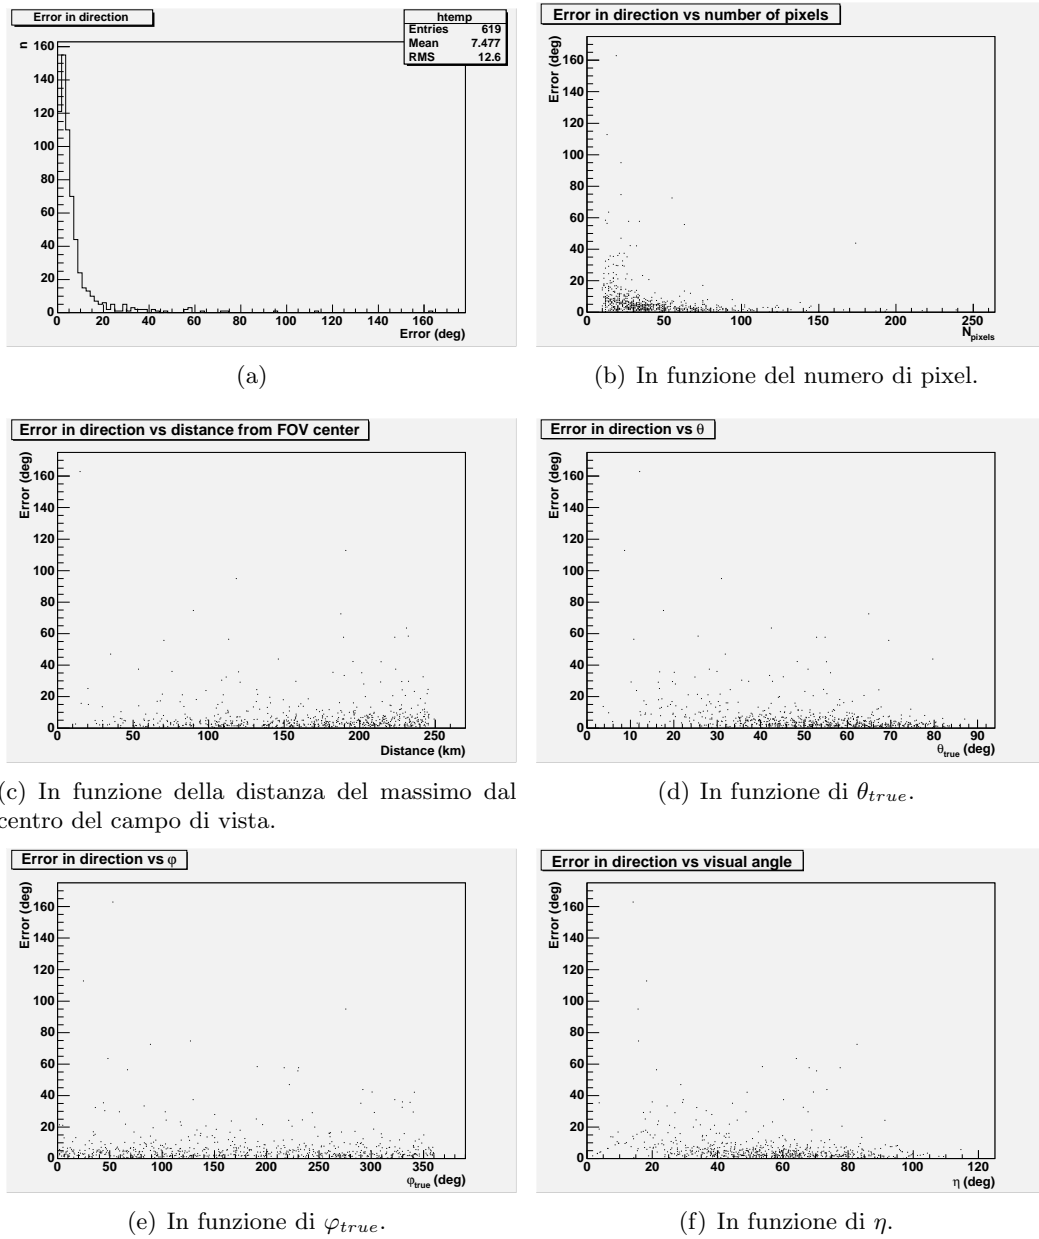 Error in direction
htemp
Entries 619
Mean 7.477
RMS 12.6
n
160
140
120
100
80
60
40
20
0
0 20 40 60 80 100 120 140 160
Error (deg)
(a)
Error in direction vs number of pixels
Error (deg)
160
140
120
100
80
60
40
20
0
0 50 100 150 200 250
N_pixels
(b) In funzione del numero di pixel.
Error in direction vs distance from FOV center
Error (deg)
160
140
120
100
80
60
40
20
0
0 50 100 150 200 250
Distance (km)
(c) In funzione della distanza del massimo dal
centro del campo di vista.
Error in direction vs θ
Error (deg)
160
140
120
100
80
60
40
20
0
0 10 20 30 40 50 60 70 80 90
θ_true (deg)
(d) In funzione di θ_true.
Error in direction vs φ
Error (deg)
160
140
120
100
80
60
40
20
0
0 50 100 150 200 250 300 350
φ_true (deg)
(e) In funzione di φ_true.
Error in direction vs visual angle
Error (deg)
160
140
120
100
80
60
40
20
0
0 20 40 60 80 100 120
η (deg)
(f) In funzione di η.